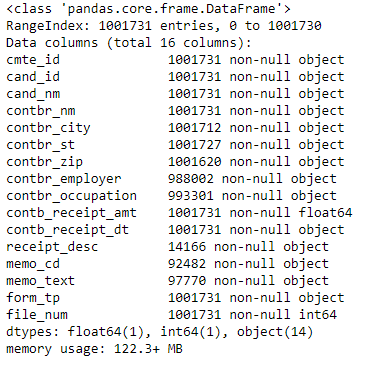 <class 'pandas.core.frame.DataFrame'>
RangeIndex: 1001731 entries, 0 to 1001730
Data columns (total 16 columns):
cmte_id              1001731 non-null object
cand_id              1001731 non-null object
cand_nm              1001731 non-null object
contbr_nm            1001731 non-null object
contbr_city          1001712 non-null object
contbr_st            1001727 non-null object
contbr_zip           1001620 non-null object
contbr_employer      988002 non-null object
contbr_occupation    993301 non-null object
contb_receipt_amt    1001731 non-null float64
contb_receipt_dt     1001731 non-null object
receipt_desc         14166 non-null object
memo_cd              92482 non-null object
memo_text            97770 non-null object
form_tp              1001731 non-null object
file_num             1001731 non-null int64
dtypes: float64(1), int64(1), object(14)
memory usage: 122.3+ MB